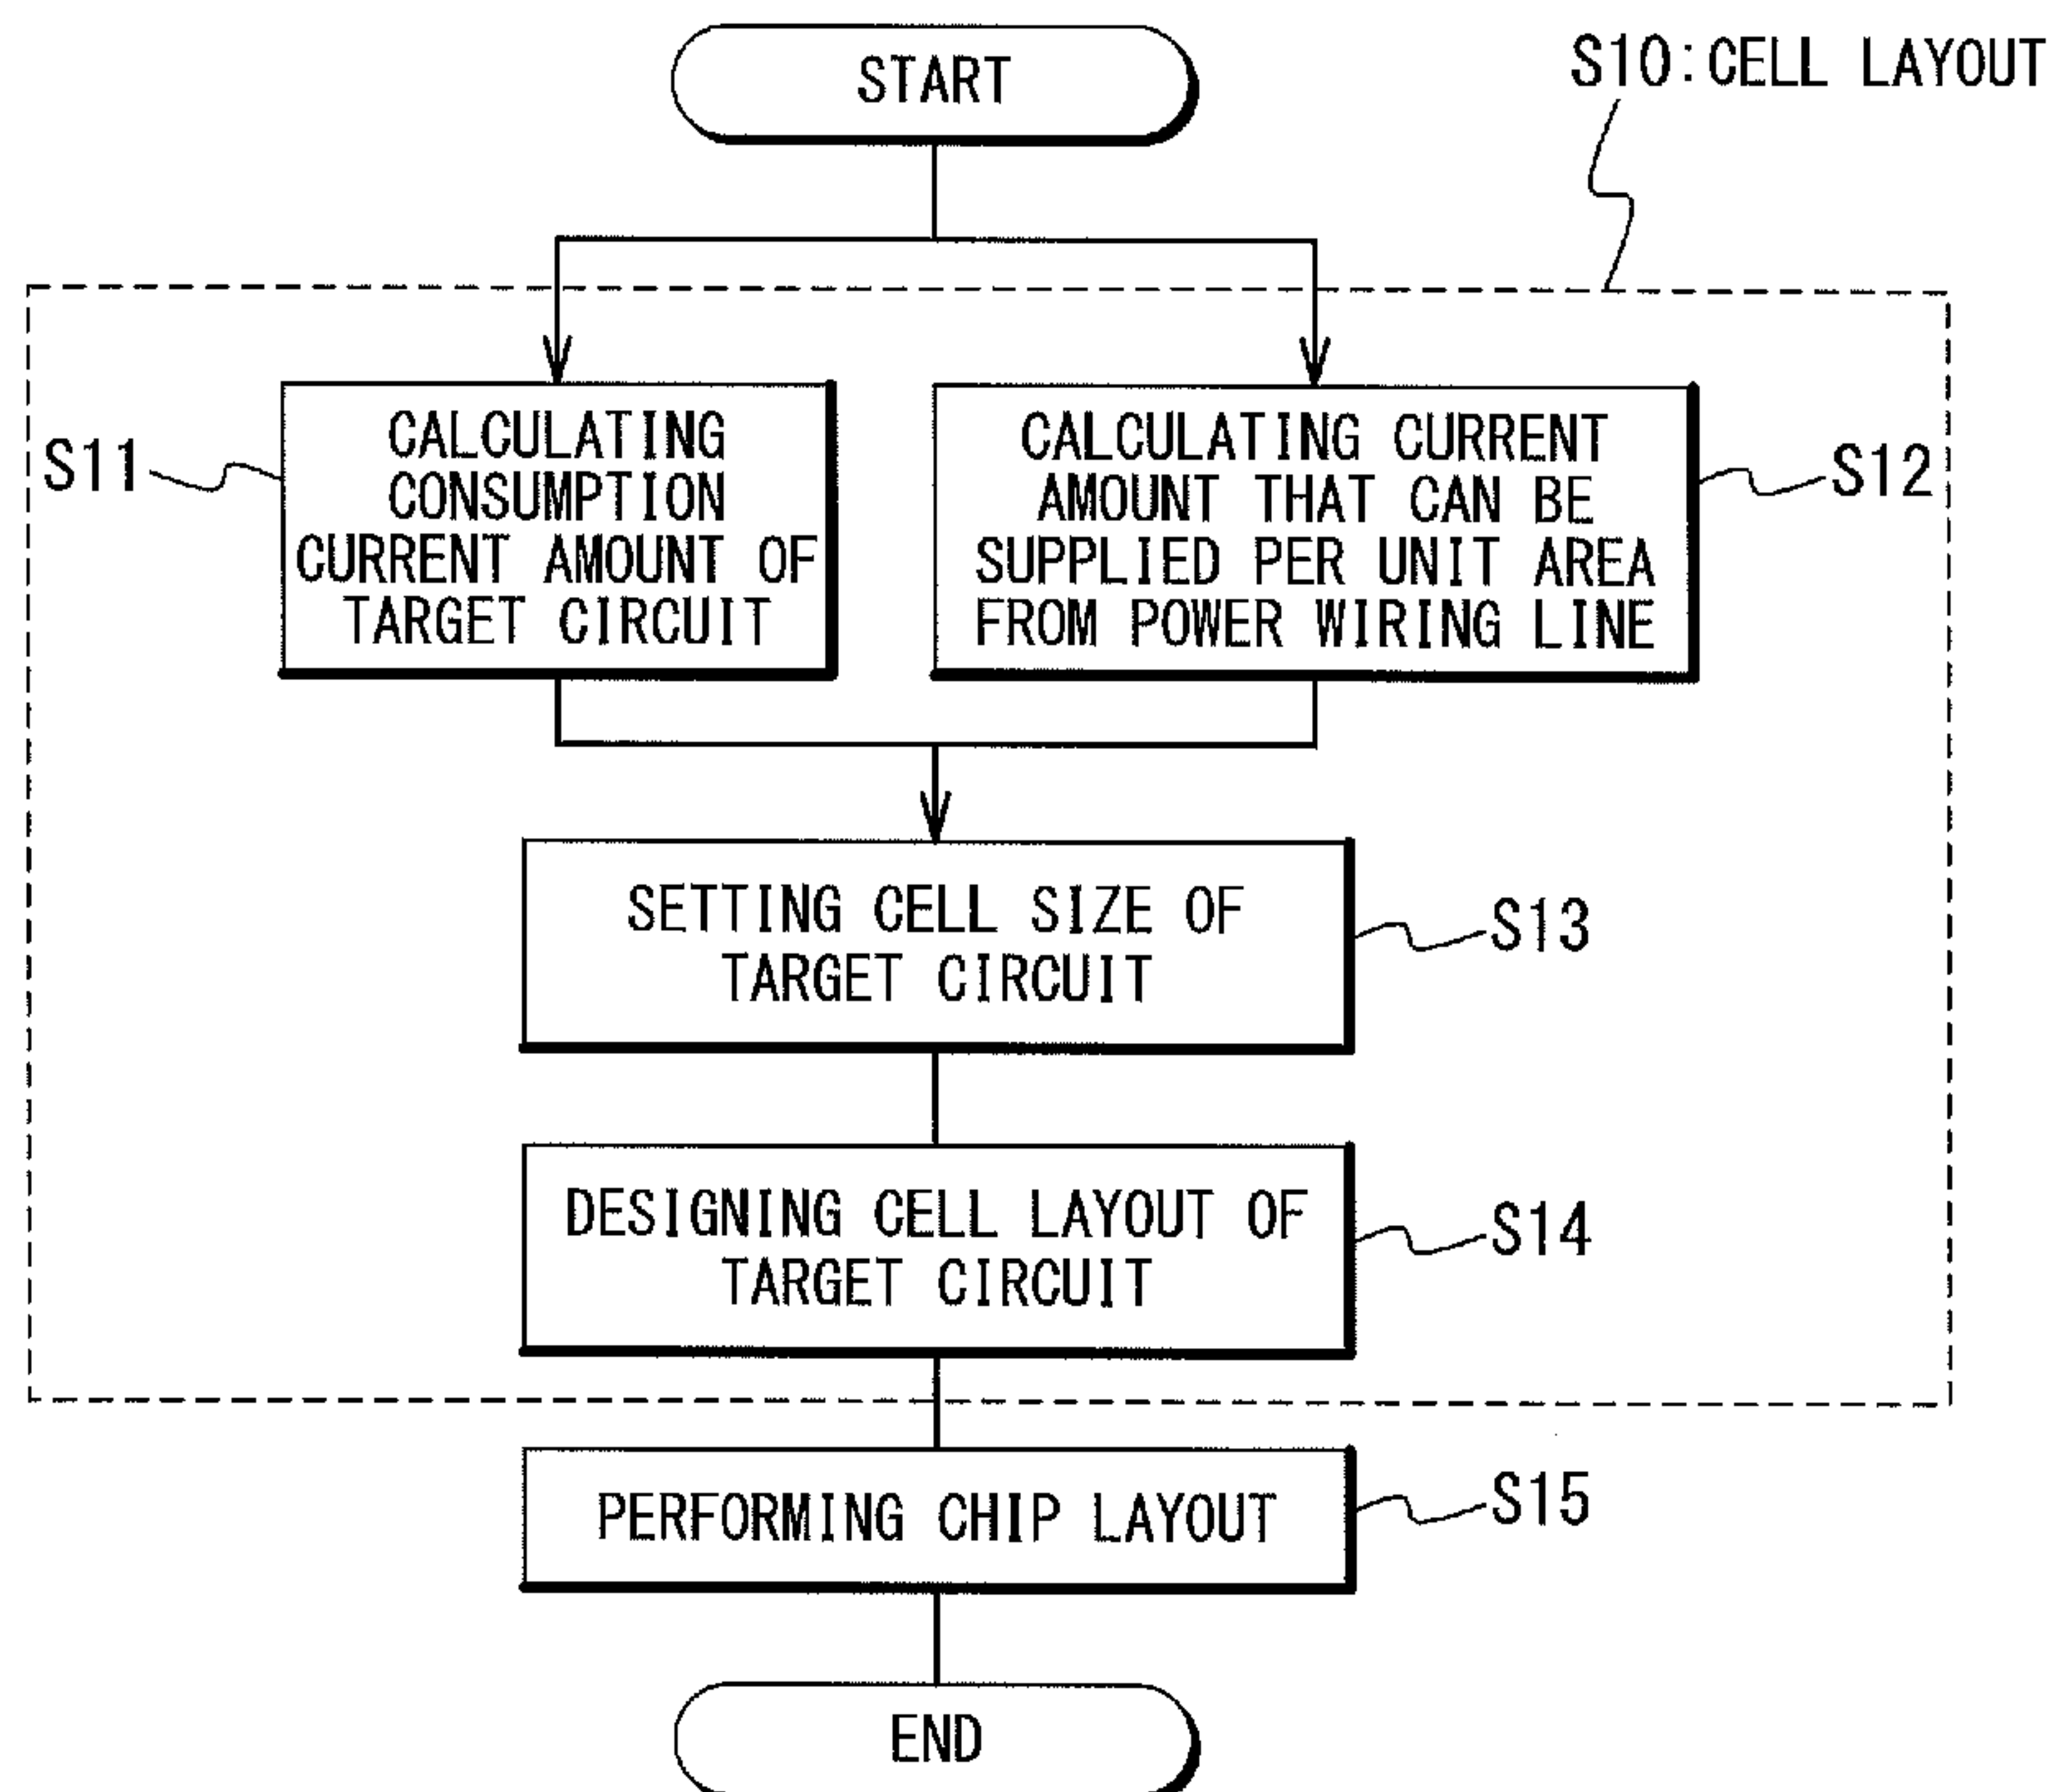 START
S10:CELL LAYOUT
S11
CALCULATING
CONSUMPTION
CURRENT AMOUNT OF
TARGET CIRCUIT
CALCULATING CURRENT
AMOUNT THAT CAN BE
SUPPLIED PER UNIT AREA
FROM POWER WIRING LINE
S12
SETTING CELL SIZE OF
TARGET CIRCUIT
S13
DESIGNING CELL LAYOUT OF
TARGET CIRCUIT
S14
PERFORMING CHIP LAYOUT
S15
END